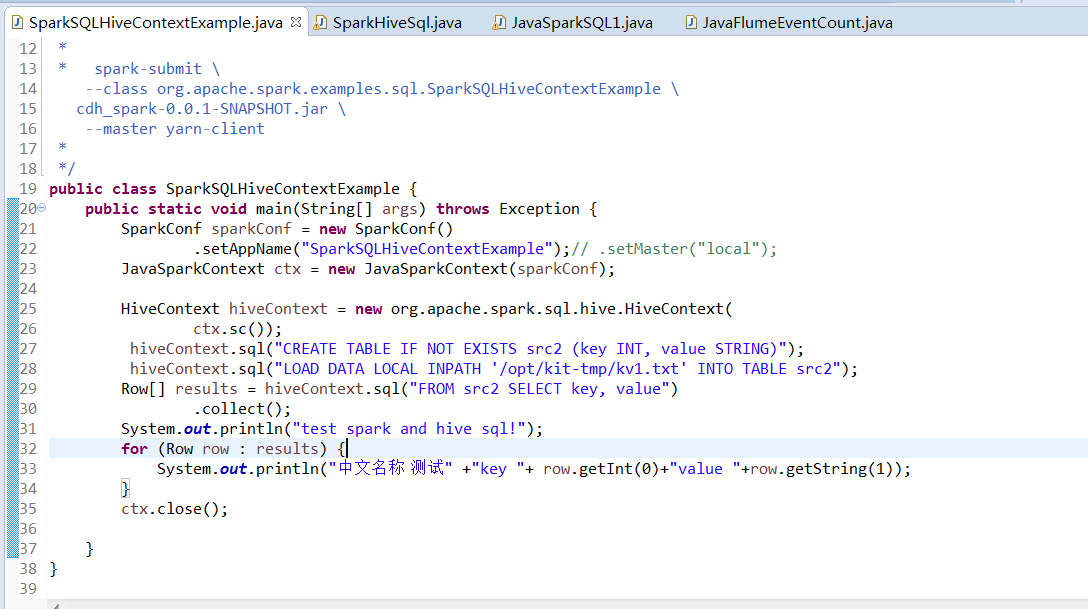 SparkSQLHiveContextExample.java SparkHiveSql.java JavaSparkSQL1.java JavaFlumeEventCount.java
12 *
13 * spark-submit \
14 --class org.apache.spark.examples.sql.SparkSQLHiveContextExample \
15 cdh_spark-0.0.1-SNAPSHOT.jar \
16 --master yarn-client
17 *
18 */
19 public class SparkSQLHiveContextExample {
20 public static void main(String[] args) throws Exception {
21 SparkConf sparkConf = new SparkConf()
22 .setAppName("SparkSQLHiveContextExample");// .setMaster("local");
23 JavaSparkContext ctx = new JavaSparkContext(sparkConf);
24
25 HiveContext hiveContext = new org.apache.spark.sql.hive.HiveContext(
26 ctx.sc());
27 hiveContext.sql("CREATE TABLE IF NOT EXISTS src2 (key INT, value STRING)");
28 hiveContext.sql("LOAD DATA LOCAL INPATH '/opt/kit-tmp/kv1.txt' INTO TABLE src2");
29 Row[] results = hiveContext.sql("FROM src2 SELECT key, value")
30 .collect();
31 System.out.println("test spark and hive sql!");
32 for (Row row : results) {
33 System.out.println("中文名称 测试" +"key "+ row.getInt(0)+"value "+row.getString(1));
34 }
35 ctx.close();
36
37 }
38 }
39